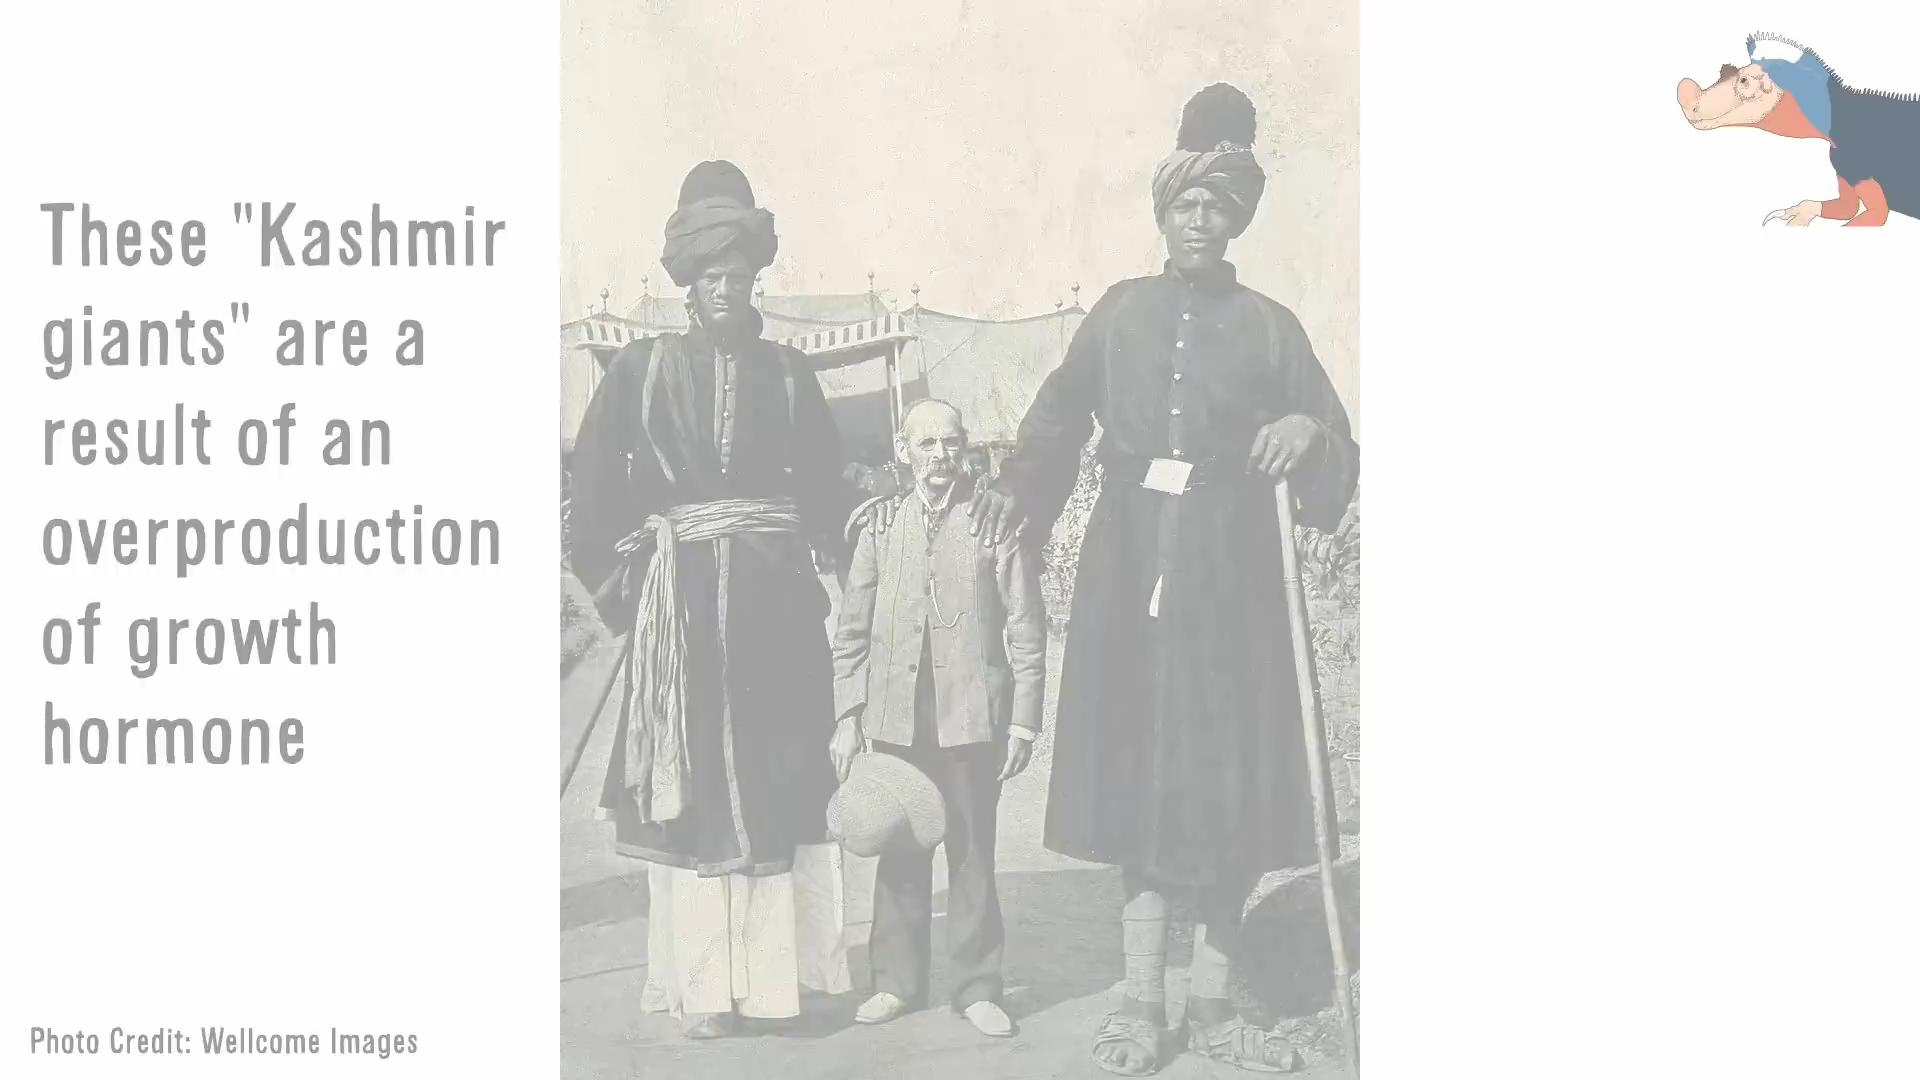 These "Kashmir
giants" are a
result of an
overproduction
of growth
hormone
Photo Credit: Wellcome Images